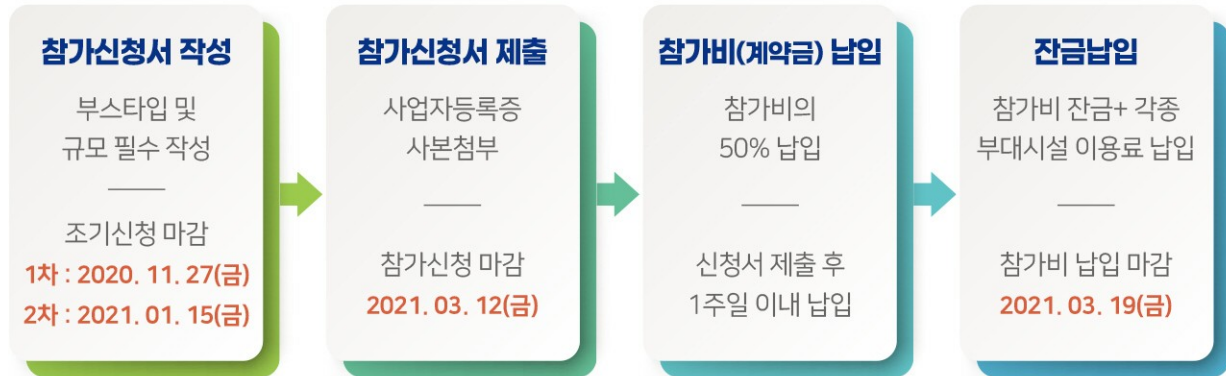 참가신청서 작성
부스타입 및
규모 필수 작성
조기신청 마감
1차 : 2020. 11. 27(금)
2차 : 2021. 01. 15(금)
참가신청서 제출
사업자등록증
사본첨부
참가신청 마감
2021. 03. 12(금)
참가비(계약금) 납입
참가비의
50% 납입
신청서 제출 후
1주일 이내 납입
잔금납입
참가비 잔금+ 각종
부대시설 이용료 납입
참가비 납입 마감
2021. 03. 19(금)